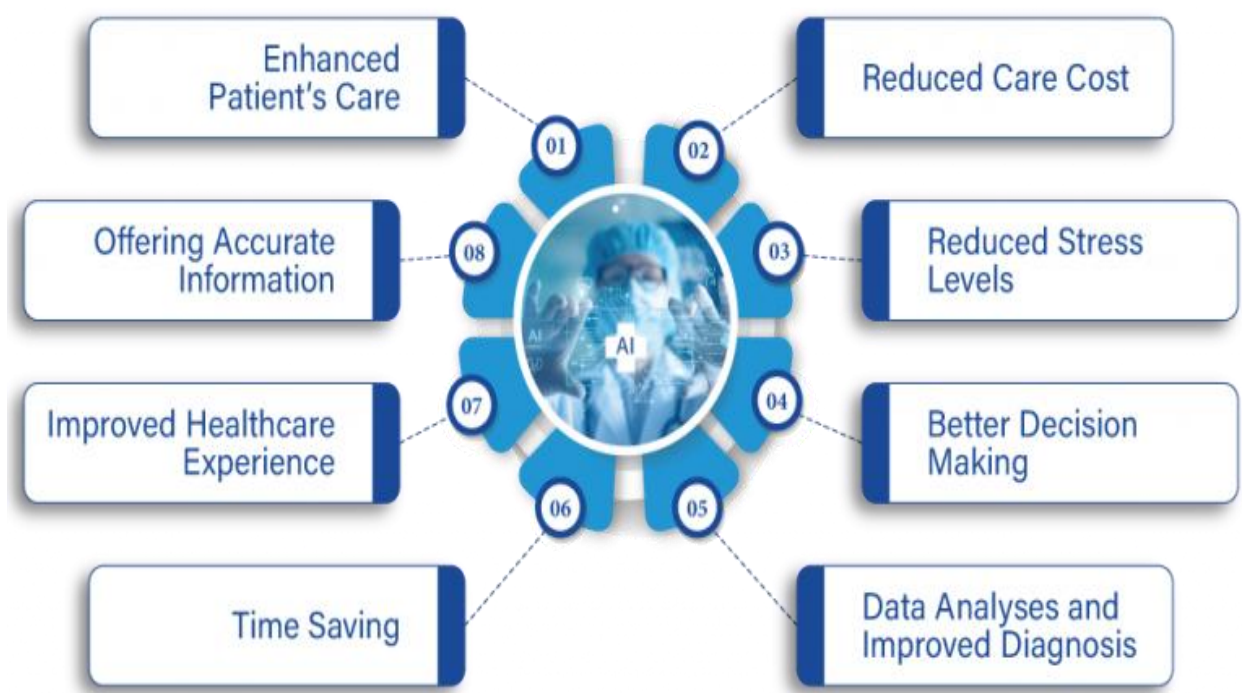 Enhanced
Patient's Care
01
02
Reduced Care Cost
Offering Accurate
Information
08
03
Reduced Stress
Levels
AI
AI
Improved Healthcare
Experience
07
04
Better Decision
Making
Time Saving
06
05
Data Analyses and
Improved Diagnosis